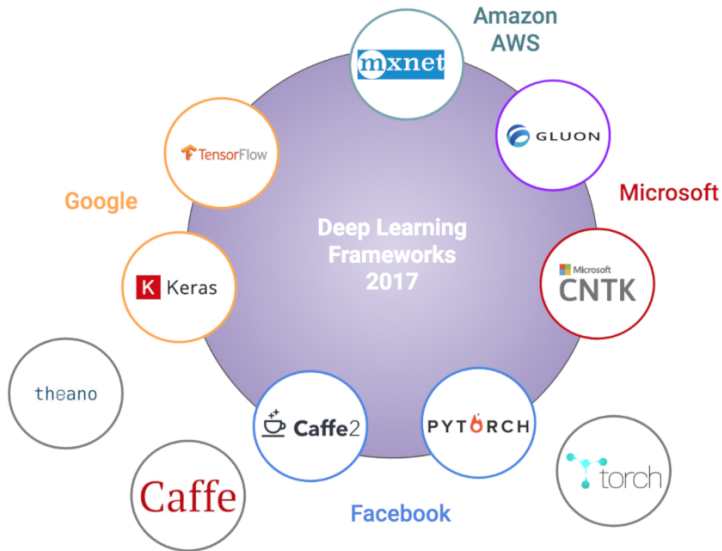 Amazon
AWS
mxnet
GLUON
TensorFlow
Google
Microsoft
Deep Learning
Frameworks
2017
Microsoft
CNTK
K Keras
theano
Caffe2
PYTORCH
Caffe
torch
Facebook